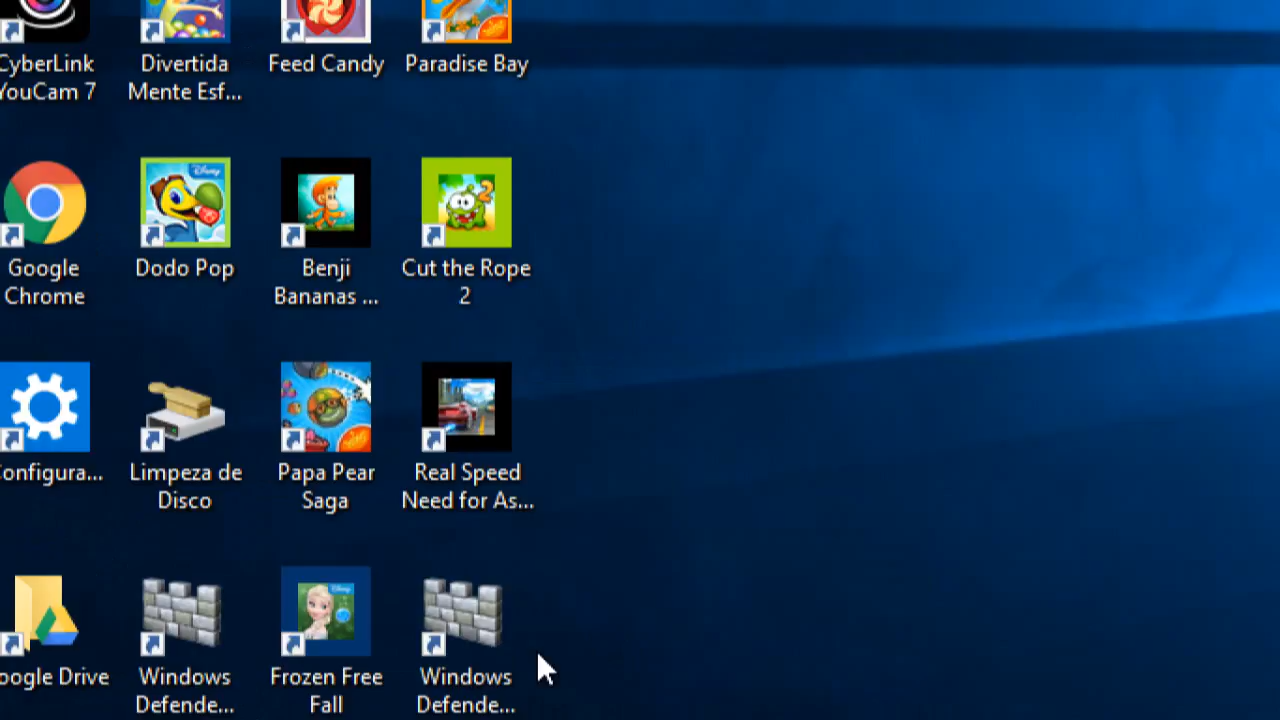 CyberLink
YouCam 7
Divertida
Mente Esf...
Feed Candy
Paradise Bay
Google
Chrome
Dodo Pop
Benji
Bananas ...
Cut the Rope
2
Configura...
Limpeza de
Disco
Papa Pear
Saga
Real Speed
Need for As...
oogle Drive
Windows
Defende...
Frozen Free
Fall
Windows
Defende...